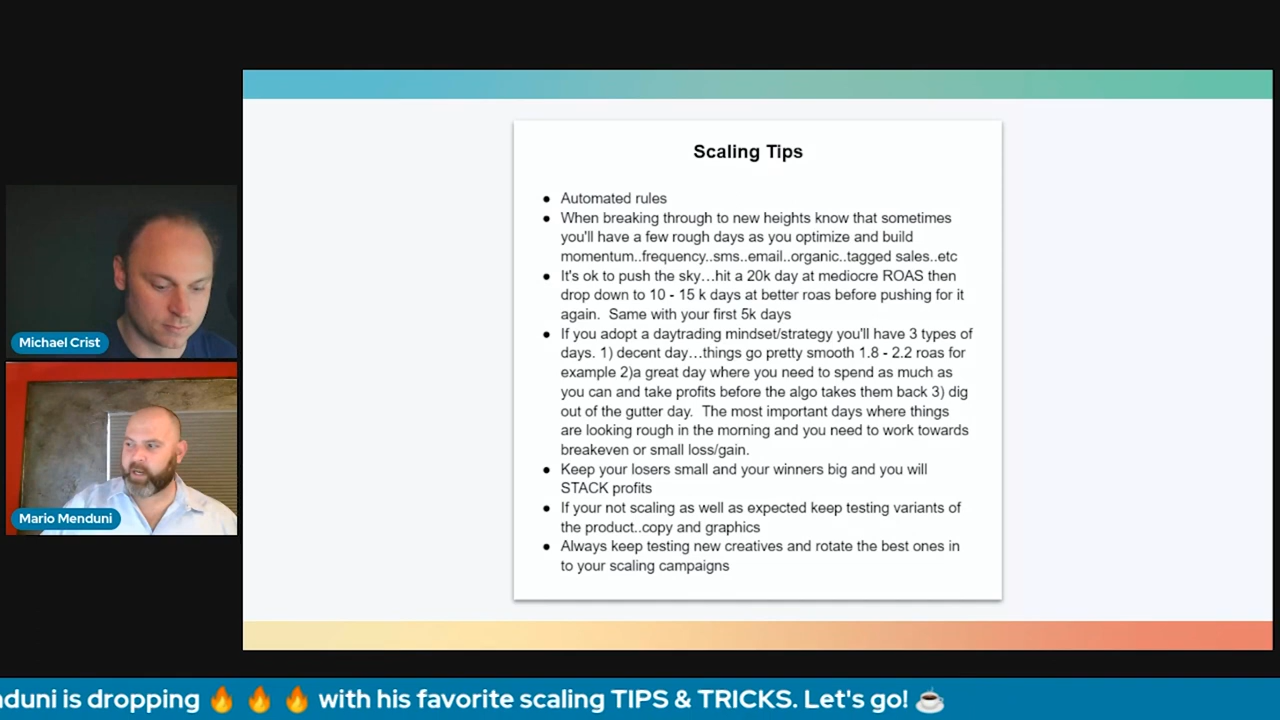 Scaling Tips
● Automated rules
● When breaking through to new heights know that sometimes
you'll have a few rough days as you optimize and build
momentum..frequency..sms..email..organic..tagged sales..etc
● It's ok to push the sky…hit a 20k day at mediocre ROAS then
drop down to 10 - 15 k days at better roas before pushing for it
again.  Same with your first 5k days
● If you adopt a daytrading mindset/strategy you'll have 3 types of
days. 1) decent day…things go pretty smooth 1.8 - 2.2 roas for
example 2)a great day where you need to spend as much as
you can and take profits before the algo takes them back 3) dig
out of the gutter day.  The most important days where things
are looking rough in the morning and you need to work towards
breakeven or small loss/gain.
● Keep your losers small and your winners big and you will
STACK profits
● If your not scaling as well as expected keep testing variants of
the product..copy and graphics
● Always keep testing new creatives and rotate the best ones in
to your scaling campaigns
Michael Crist
Mario Menduni
nduni is dropping 🔥 🔥 🔥 with his favorite scaling TIPS & TRICKS. Let's go! ☕